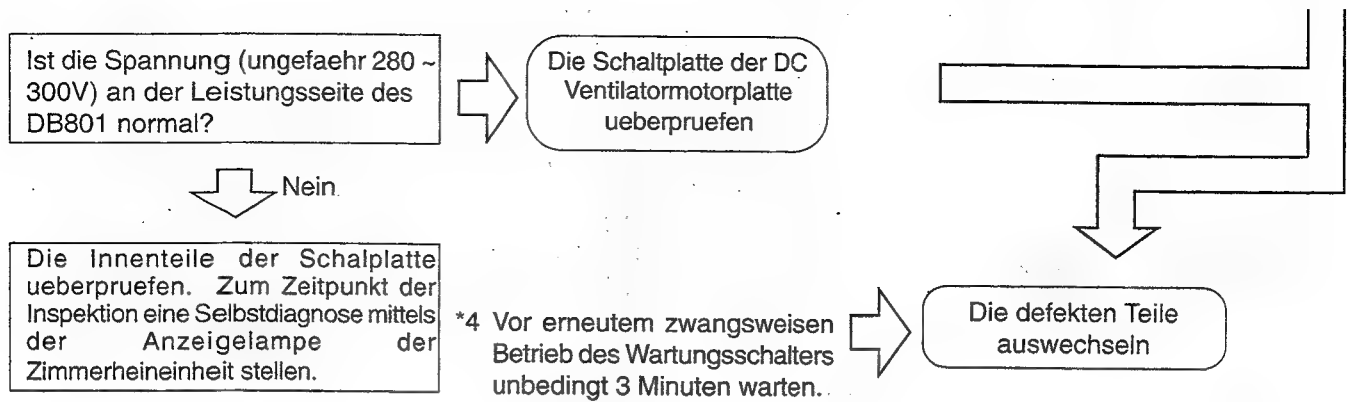 Ist die Spannung (ungefaehr 280 ~
300V) an der Leistungsseite des
DB801 normal?
Die Schaltplatte der DC
Ventilatormotorplatte
ueberpruefen
Nein
Die Innenteile der Schalplatte
ueberpruefen. Zum Zeitpunkt der
Inspektion eine Selbstdiagnose mittels
der Anzeigelampe der
Zimmerheineinheit stellen.
*4 Vor erneutem zwangsweisen
Betrieb des Wartungsschalters
unbedingt 3 Minuten warten.
Die defekten Teile
auswechseln